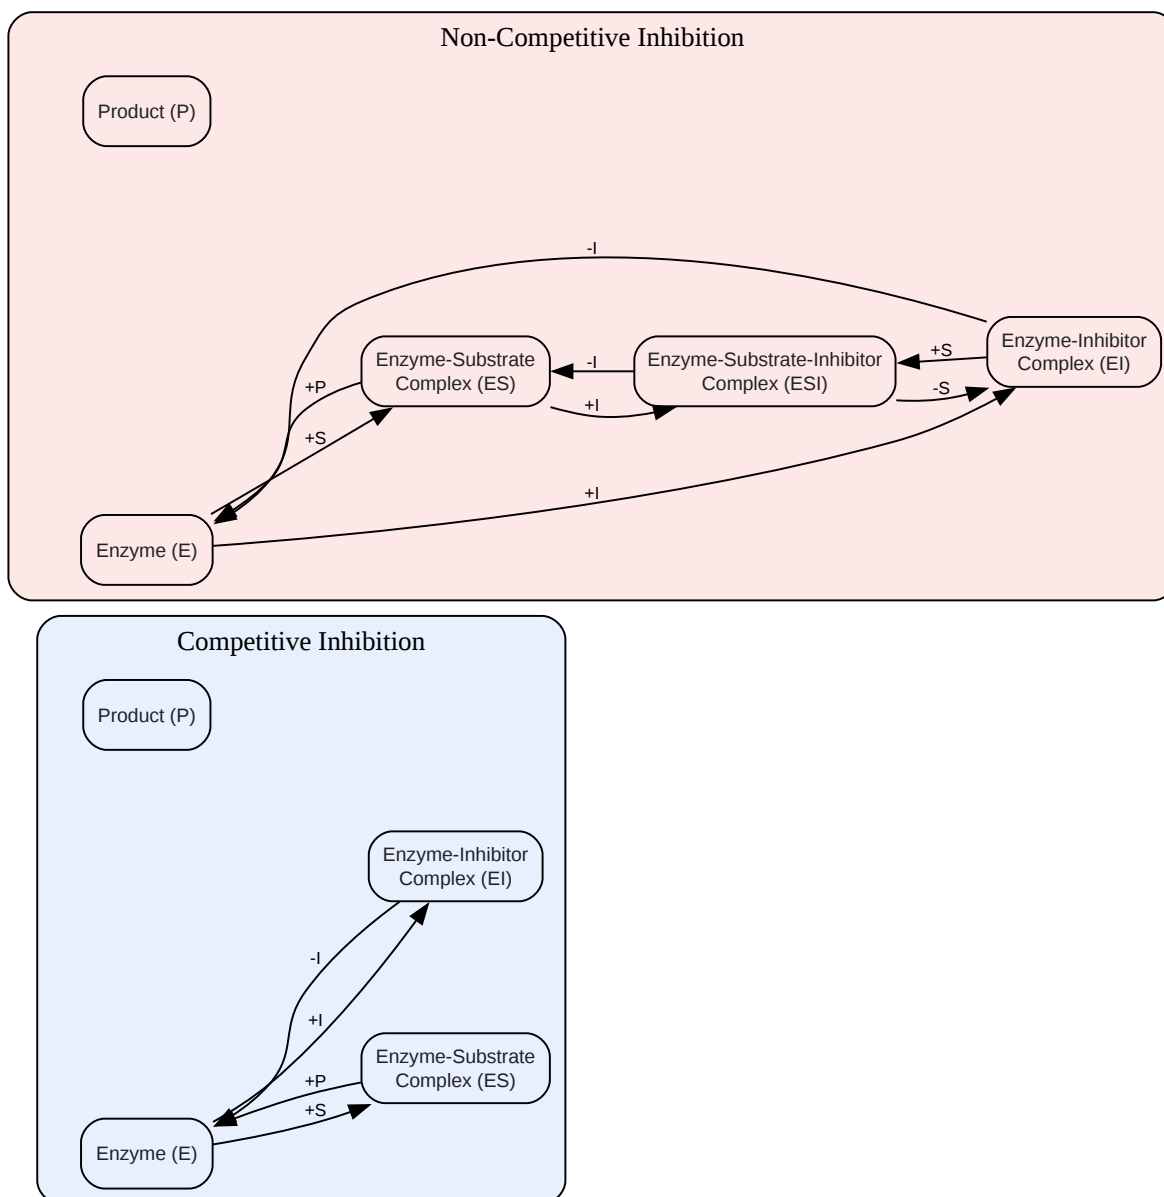 Non-Competitive Inhibition
Product (P)
-I
Enzyme-Substrate
Complex (ES)
-I
+I
Enzyme-Substrate-Inhibitor
Complex (ESI)
+S
-S
Enzyme-Inhibitor
Complex (EI)
+P
+S
+I
Enzyme (E)
Competitive Inhibition
Product (P)
Enzyme-Inhibitor
Complex (EI)
-I
+I
Enzyme-Substrate
Complex (ES)
+P
+S
Enzyme (E)